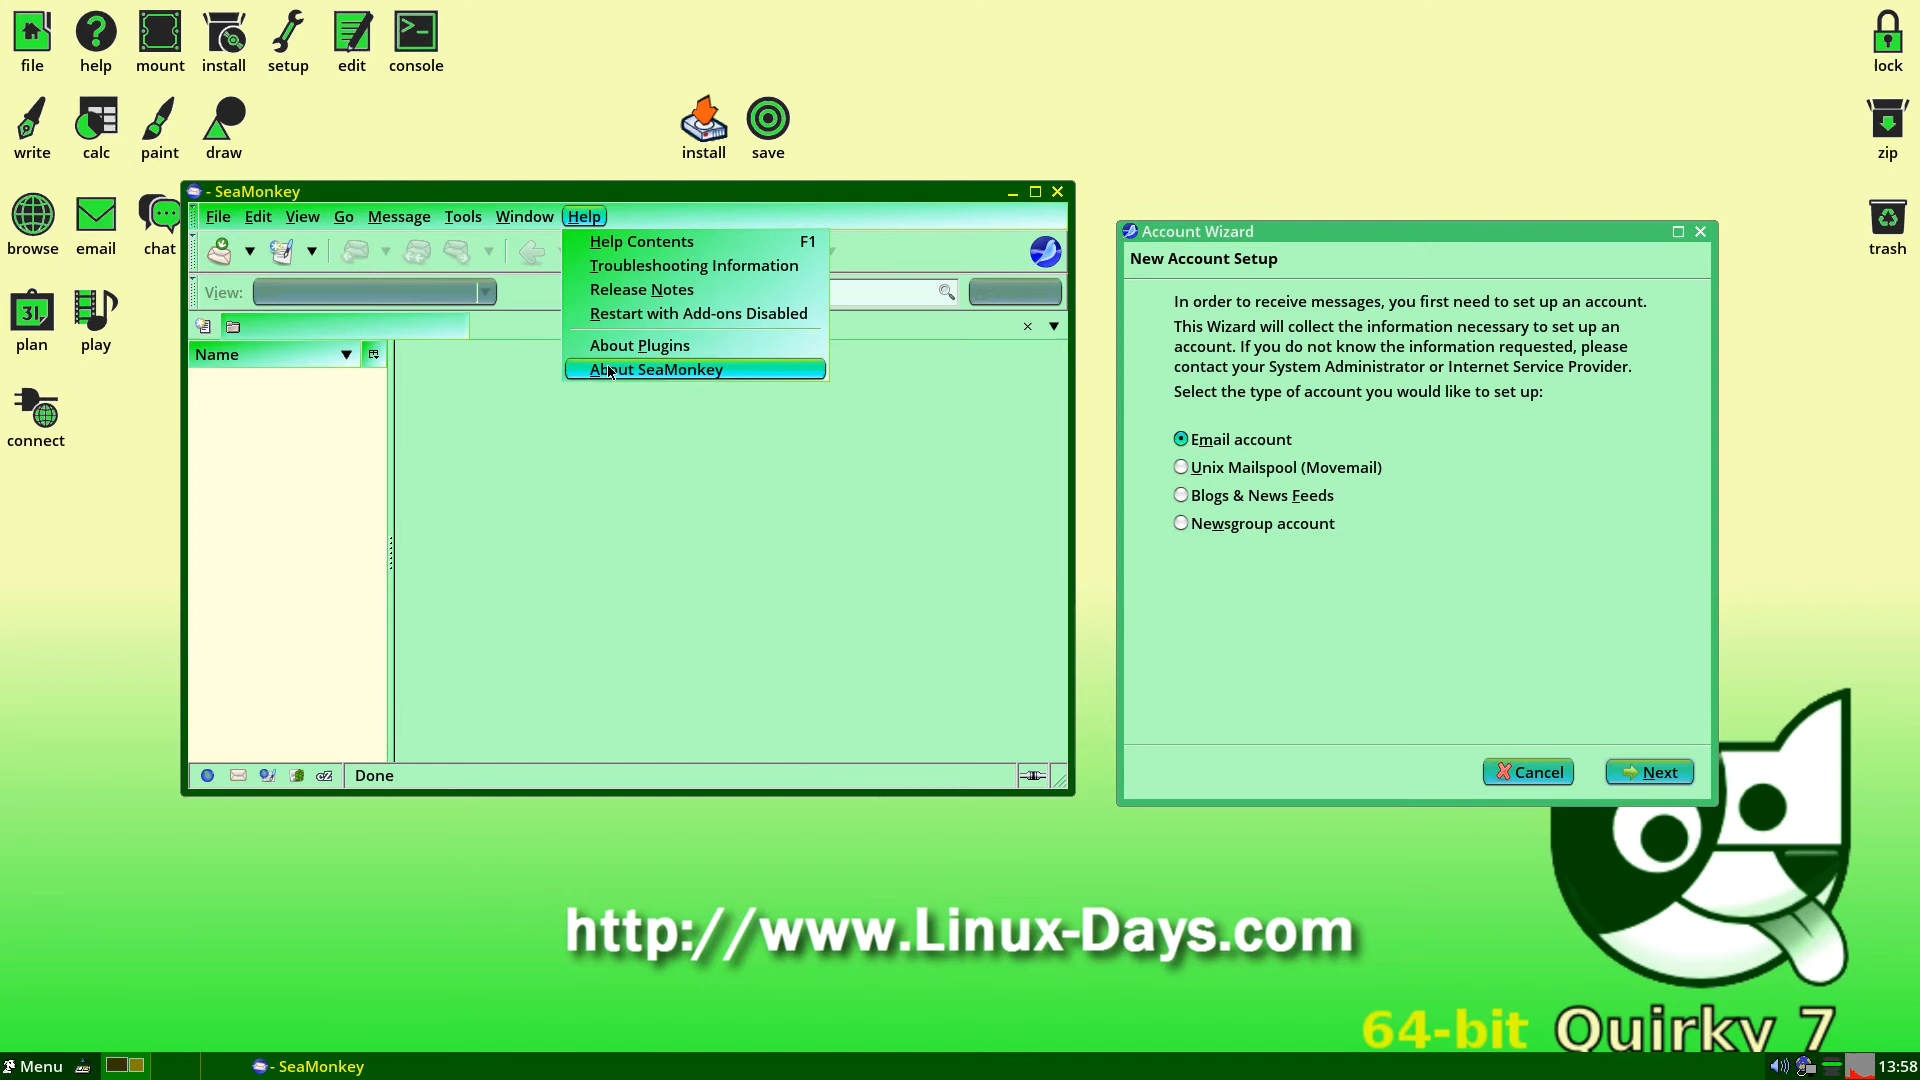 file help mount install setup edit console lock
write calc paint draw install save zip
browse email chat trash
plan play
connect
- SeaMonkey
File Edit View Go Message Tools Window Help
Help Contents F1
Troubleshooting Information
Release Notes
Restart with Add-ons Disabled
About Plugins
About SeaMonkey
View:
Name
Done
Account Wizard
New Account Setup
In order to receive messages, you first need to set up an account.
This Wizard will collect the information necessary to set up an
account. If you do not know the information requested, please
contact your System Administrator or Internet Service Provider.
Select the type of account you would like to set up:
Email account
Unix Mailspool (Movemail)
Blogs & News Feeds
Newsgroup account
Cancel Next
http://www.Linux-Days.com
64-bit Quirky 7
Menu - SeaMonkey 13:58